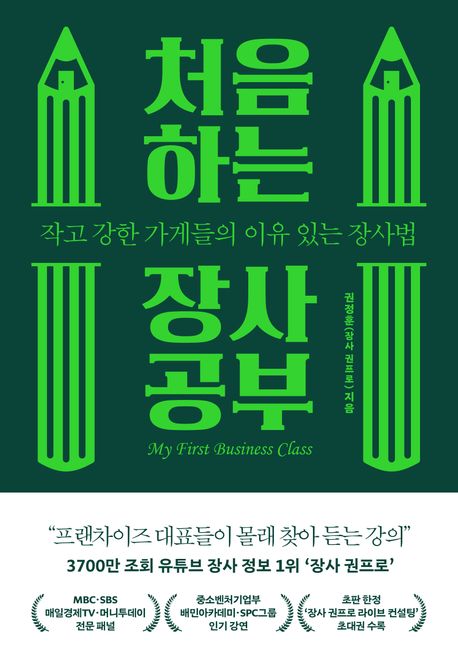 처음
하는
작고 강한 가게들의 이유 있는 장사법
장사
공부
권정훈(장사 권프로) 지음
My First Business Class
“프랜차이즈 대표들이 몰래 찾아 듣는 강의”
3700만 조회 유튜브 장사 정보 1위 ‘장사 권프로’
MBC·SBS
매일경제TV·머니투데이
전문 패널
중소벤처기업부
배민아카데미·SPC그룹
인기 강연
초판 한정
‘장사 권프로 라이브 컨설팅’
초대권 수록